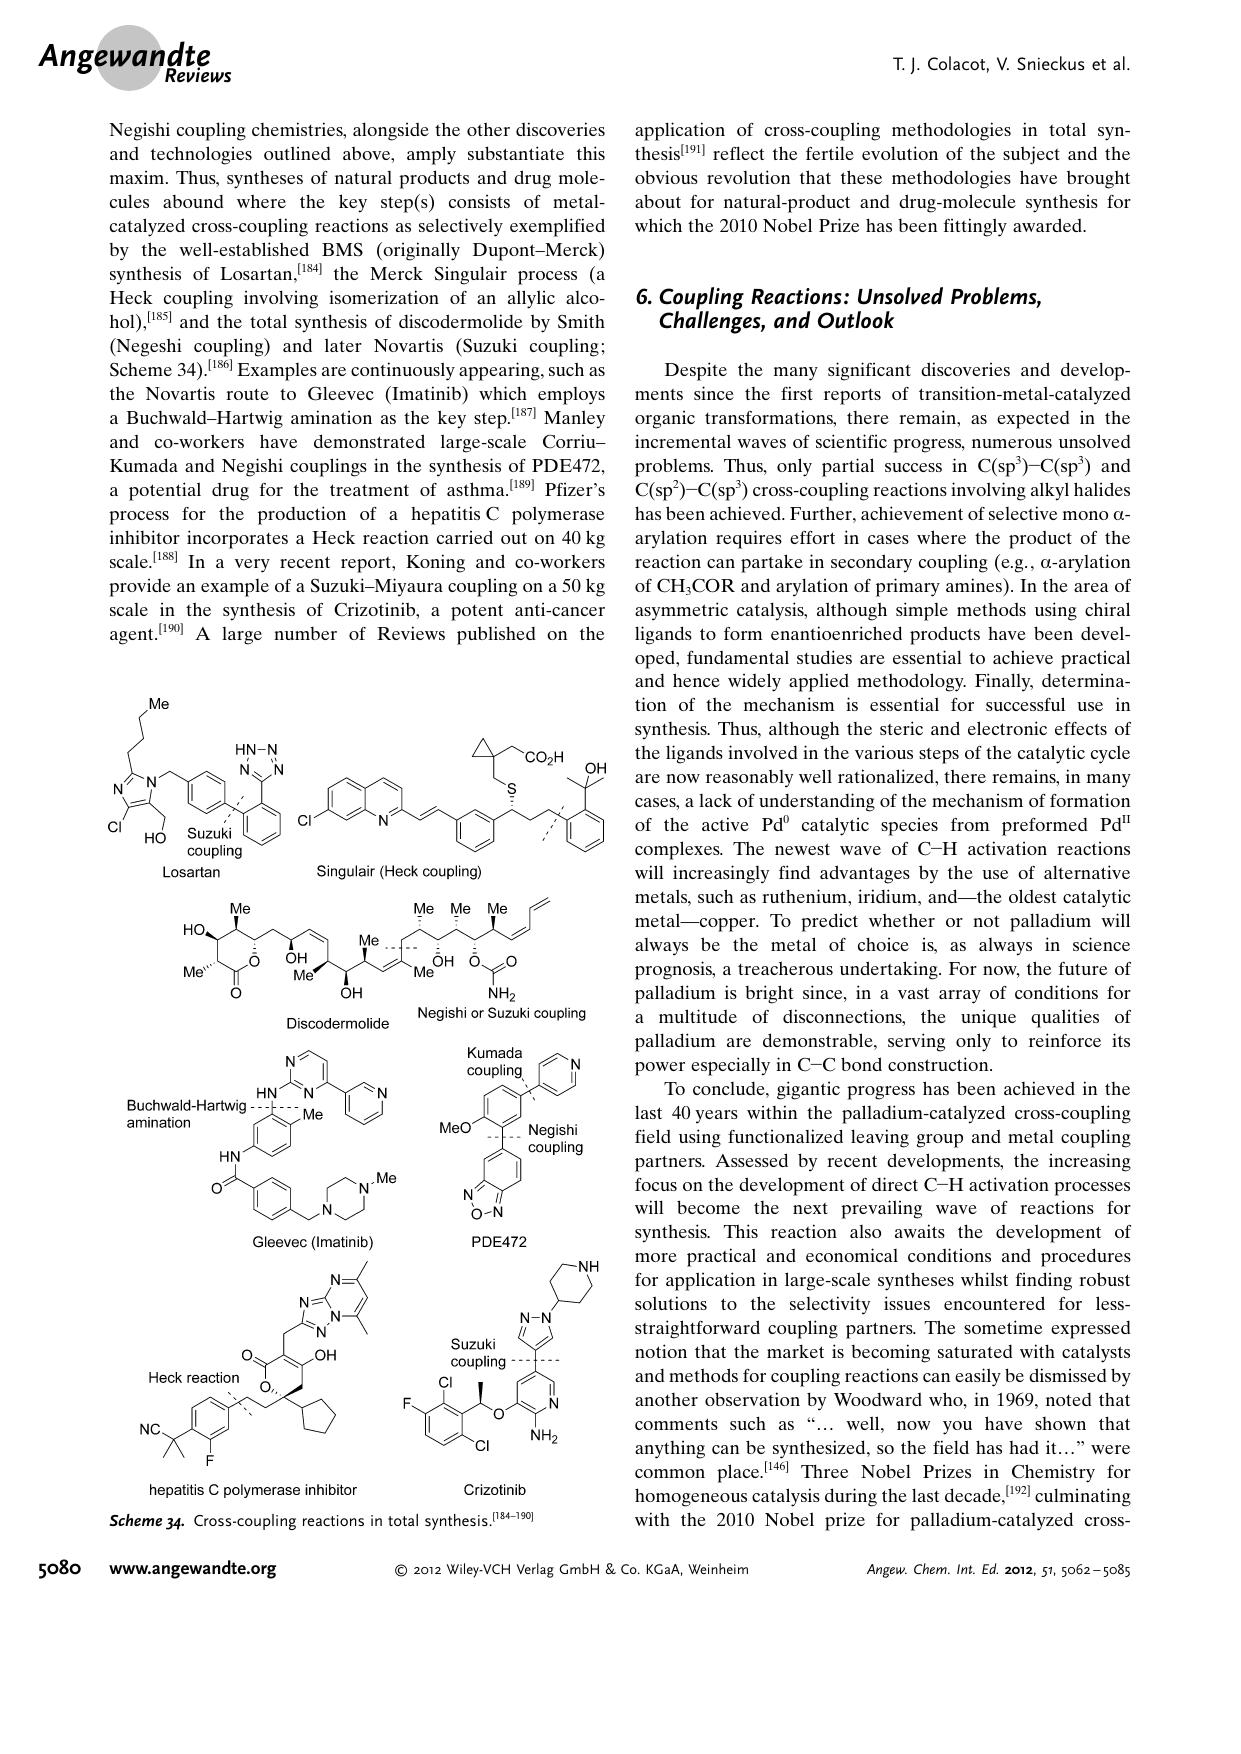 Angewandte
Reviews
T. J. Colacot, V. Snieckus et al.
Negishi coupling chemistries, alongside the other discoveries
and technologies outlined above, amply substantiate this
maxim. Thus, syntheses of natural products and drug mole-
cules abound where the key step(s) consists of metal-
catalyzed cross-coupling reactions as selectively exemplified
by the well-established BMS (originally Dupont–Merck)
synthesis of Losartan,[184] the Merck Singulair process (a
Heck coupling involving isomerization of an allylic alco-
hol),[185] and the total synthesis of discodermolide by Smith
(Negeshi coupling) and later Novartis (Suzuki coupling;
Scheme 34).[186] Examples are continuously appearing, such as
the Novartis route to Gleevec (Imatinib) which employs
a Buchwald–Hartwig amination as the key step.[187] Manley
and co-workers have demonstrated large-scale Corriu–
Kumada and Negishi couplings in the synthesis of PDE472,
a potential drug for the treatment of asthma.[189] Pfizer's
process for the production of a hepatitis C polymerase
inhibitor incorporates a Heck reaction carried out on 40 kg
scale.[188] In a very recent report, Koning and co-workers
provide an example of a Suzuki–Miyaura coupling on a 50 kg
scale in the synthesis of Crizotinib, a potent anti-cancer
agent.[190] A large number of Reviews published on the
Me
HN–N
N N
N N
Cl
HO
Suzuki
coupling
Losartan
CO2H
OH
S
Cl
N
Singulair (Heck coupling)
Me
HO
Me
O
O
OH
Me
Me
OH
Me
Me Me Me
OH
O O
NH2
Discodermolide
Negishi or Suzuki coupling
N
N
HN
N
Buchwald-Hartwig
amination
Me
HN
O
N
N
Me
Gleevec (Imatinib)
Kumada
coupling
N
MeO
Negishi
coupling
N
O–N
PDE472
N
N
N
N
O
OH
O
Heck reaction
NC
F
hepatitis C polymerase inhibitor
NH
N–N
Suzuki
coupling
Cl
F
O
N
NH2
Cl
Crizotinib
Scheme 34. Cross-coupling reactions in total synthesis.[184–190]
application of cross-coupling methodologies in total syn-
thesis[191] reflect the fertile evolution of the subject and the
obvious revolution that these methodologies have brought
about for natural-product and drug-molecule synthesis for
which the 2010 Nobel Prize has been fittingly awarded.
6. Coupling Reactions: Unsolved Problems,
Challenges, and Outlook
Despite the many significant discoveries and develop-
ments since the first reports of transition-metal-catalyzed
organic transformations, there remain, as expected in the
incremental waves of scientific progress, numerous unsolved
problems. Thus, only partial success in C(sp3)−C(sp3) and
C(sp2)−C(sp3) cross-coupling reactions involving alkyl halides
has been achieved. Further, achievement of selective mono α-
arylation requires effort in cases where the product of the
reaction can partake in secondary coupling (e.g., α-arylation
of CH3COR and arylation of primary amines). In the area of
asymmetric catalysis, although simple methods using chiral
ligands to form enantioenriched products have been devel-
oped, fundamental studies are essential to achieve practical
and hence widely applied methodology. Finally, determina-
tion of the mechanism is essential for successful use in
synthesis. Thus, although the steric and electronic effects of
the ligands involved in the various steps of the catalytic cycle
are now reasonably well rationalized, there remains, in many
cases, a lack of understanding of the mechanism of formation
of the active Pd0 catalytic species from preformed PdII
complexes. The newest wave of C−H activation reactions
will increasingly find advantages by the use of alternative
metals, such as ruthenium, iridium, and—the oldest catalytic
metal—copper. To predict whether or not palladium will
always be the metal of choice is, as always in science
prognosis, a treacherous undertaking. For now, the future of
palladium is bright since, in a vast array of conditions for
a multitude of disconnections, the unique qualities of
palladium are demonstrable, serving only to reinforce its
power especially in C−C bond construction.
To conclude, gigantic progress has been achieved in the
last 40 years within the palladium-catalyzed cross-coupling
field using functionalized leaving group and metal coupling
partners. Assessed by recent developments, the increasing
focus on the development of direct C−H activation processes
will become the next prevailing wave of reactions for
synthesis. This reaction also awaits the development of
more practical and economical conditions and procedures
for application in large-scale syntheses whilst finding robust
solutions to the selectivity issues encountered for less-
straightforward coupling partners. The sometime expressed
notion that the market is becoming saturated with catalysts
and methods for coupling reactions can easily be dismissed by
another observation by Woodward who, in 1969, noted that
comments such as “… well, now you have shown that
anything can be synthesized, so the field has had it…” were
common place.[146] Three Nobel Prizes in Chemistry for
homogeneous catalysis during the last decade,[192] culminating
with the 2010 Nobel prize for palladium-catalyzed cross-
5080 www.angewandte.org
© 2012 Wiley-VCH Verlag GmbH & Co. KGaA, Weinheim
Angew. Chem. Int. Ed. 2012, 51, 5062–5085